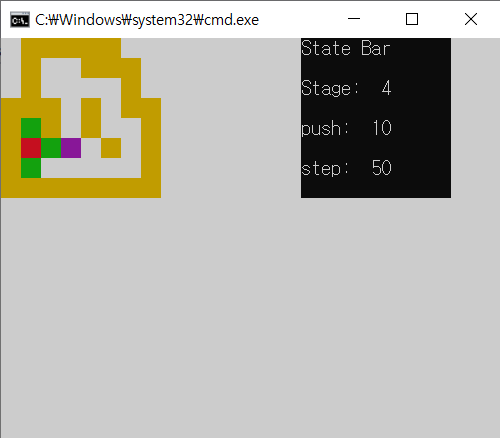 C:₩Windows₩system32₩cmd.exe
State Bar
Stage:  4
push:  10
step:  50